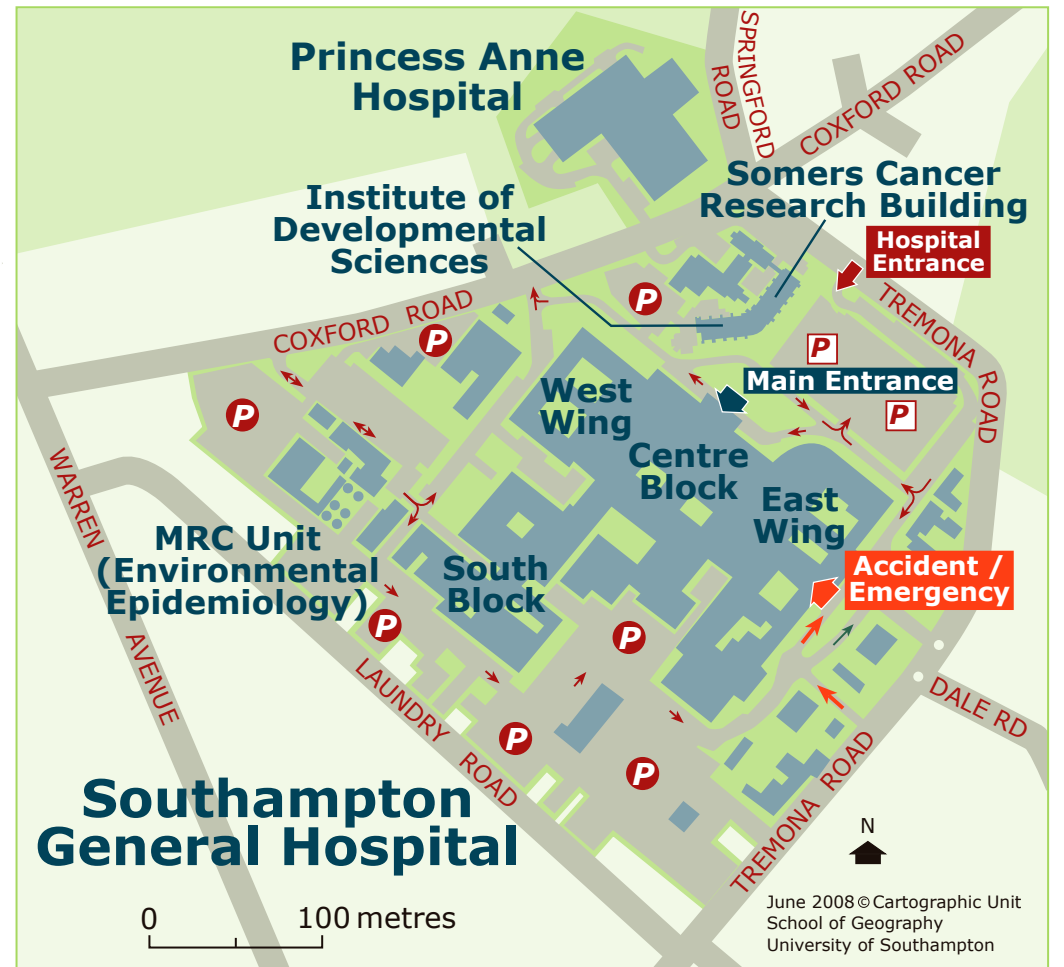 Princess Anne
Hospital
SPRINGFORD
ROAD
COXFORD ROAD
Somers Cancer
Research Building
Institute of
Developmental
Sciences
Hospital
Entrance
P
COXFORD ROAD
P
P
TREMONA ROAD
Main Entrance
P
P
West
Wing
Centre
Block
East
Wing
WARREN
AVENUE
MRC Unit
(Environmental
Epidemiology)
South
Block
Accident /
Emergency
P
P
LAUNDRY ROAD
DALE RD
P
P
TREMONA ROAD
Southampton
General Hospital
N
0 100 metres
June 2008 © Cartographic Unit
School of Geography
University of Southampton